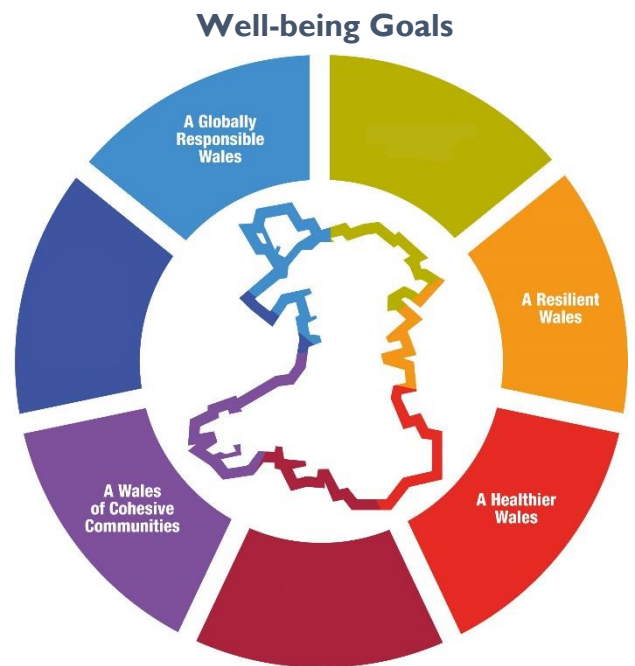 Well-being Goals
A Globally
Responsible
Wales
A Resilient
Wales
A Healthier
Wales
A Wales
of Cohesive
Communities